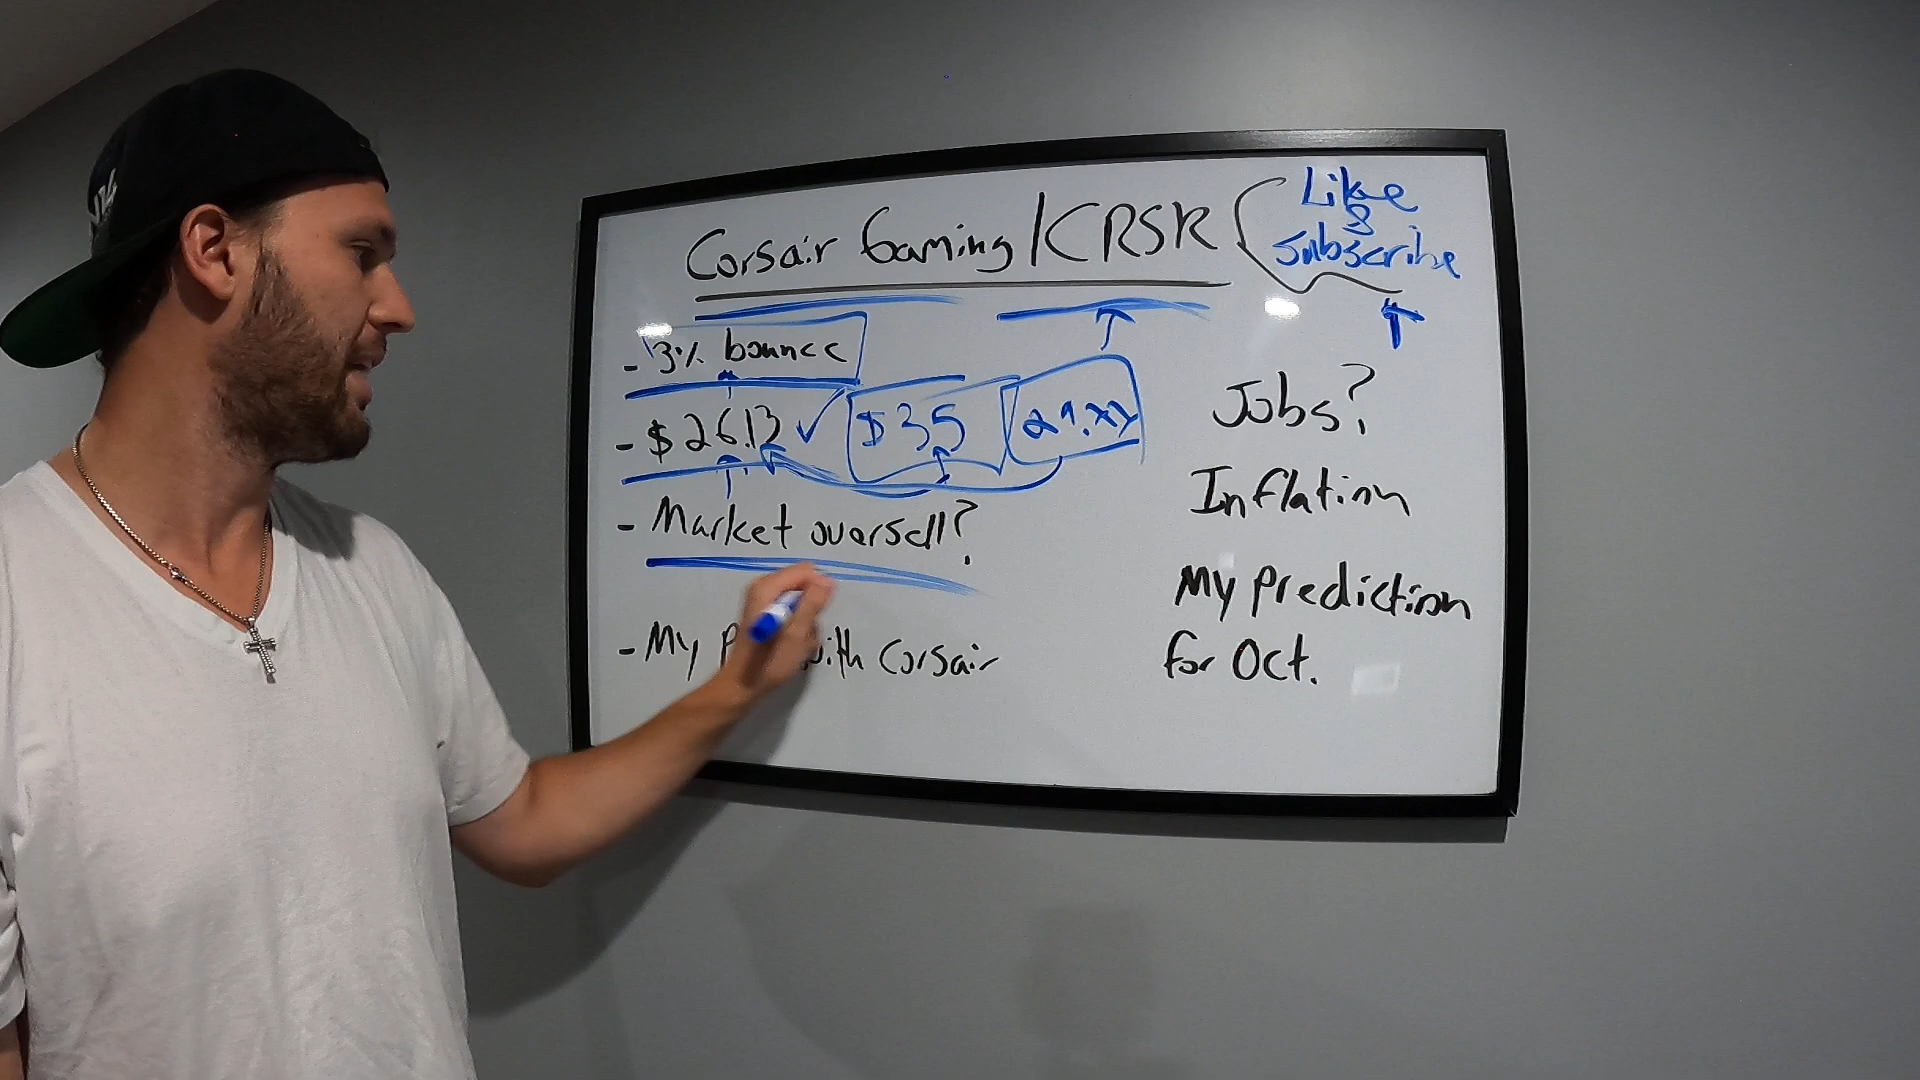 Corsair Gaming/CRSR
Like
&
Subscribe
- 3% bounce
- $26.13 ✓ $35 29.xx
- Market oversell?
- My with Corsair
Jobs?
Inflation
My Prediction
for Oct.